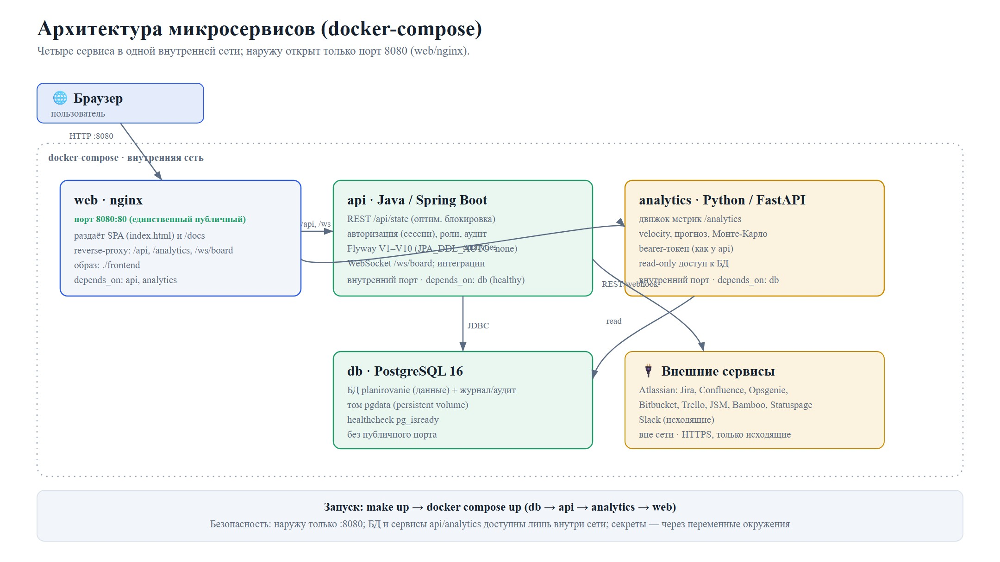 Архитектура микросервисов (docker-compose)
Четыре сервиса в одной внутренней сети; наружу открыт только порт 8080 (web/nginx).
🌐 Браузер
пользователь
HTTP :8080
docker-compose · внутренняя сеть
web · nginx
порт 8080:80 (единственный публичный)
раздаёт SPA (index.html) и /docs
reverse-proxy: /api, /analytics, /ws/board
образ: ./frontend
depends_on: api, analytics
/api, /ws
api · Java / Spring Boot
REST /api/state (оптим. блокировка)
авторизация (сессии), роли, аудит
Flyway V1–V10 (JPA_DDL_AUTO=none)
/analytics
WebSocket /ws/board; интеграции
внутренний порт · depends_on: db (healthy)
analytics · Python / FastAPI
движок метрик /analytics
velocity, прогноз, Монте-Карло
bearer-токен (как у api)
read-only доступ к БД
внутренний порт · depends_on: db
REST/webhook
JDBC
read
db · PostgreSQL 16
БД planirovanie (данные) + журнал/аудит
том pgdata (persistent volume)
healthcheck pg_isready
без публичного порта
🔌 Внешние сервисы
Atlassian: Jira, Confluence, Opsgenie,
Bitbucket, Trello, JSM, Bamboo, Statuspage
Slack (исходящие)
вне сети · HTTPS, только исходящие
Запуск: make up → docker compose up (db → api → analytics → web)
Безопасность: наружу только :8080; БД и сервисы api/analytics доступны лишь внутри сети; секреты — через переменные окружения